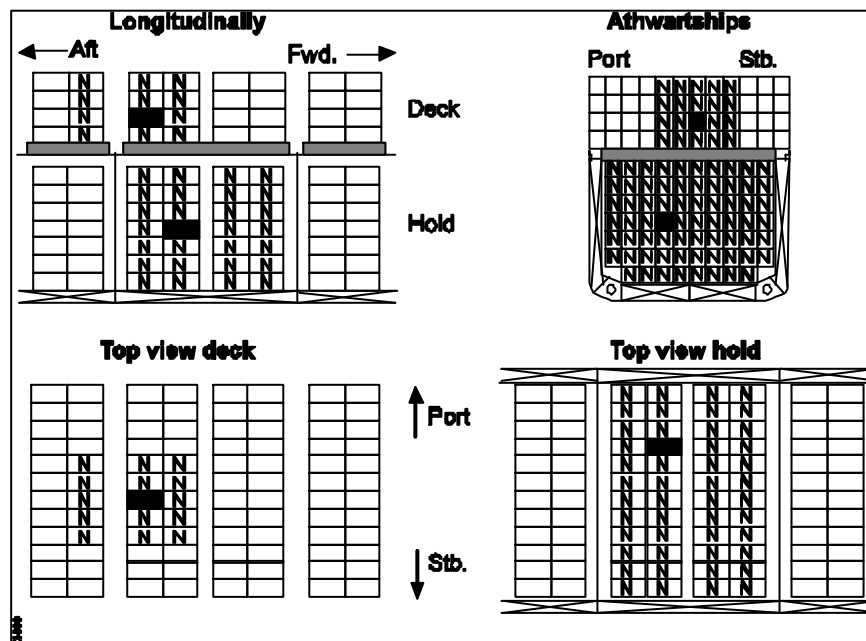 Longitudinally
Athwartships
Aft
Fwd.
Port
Stb.
Deck
Hold
Top view deck
Top view hold
Port
Stb.